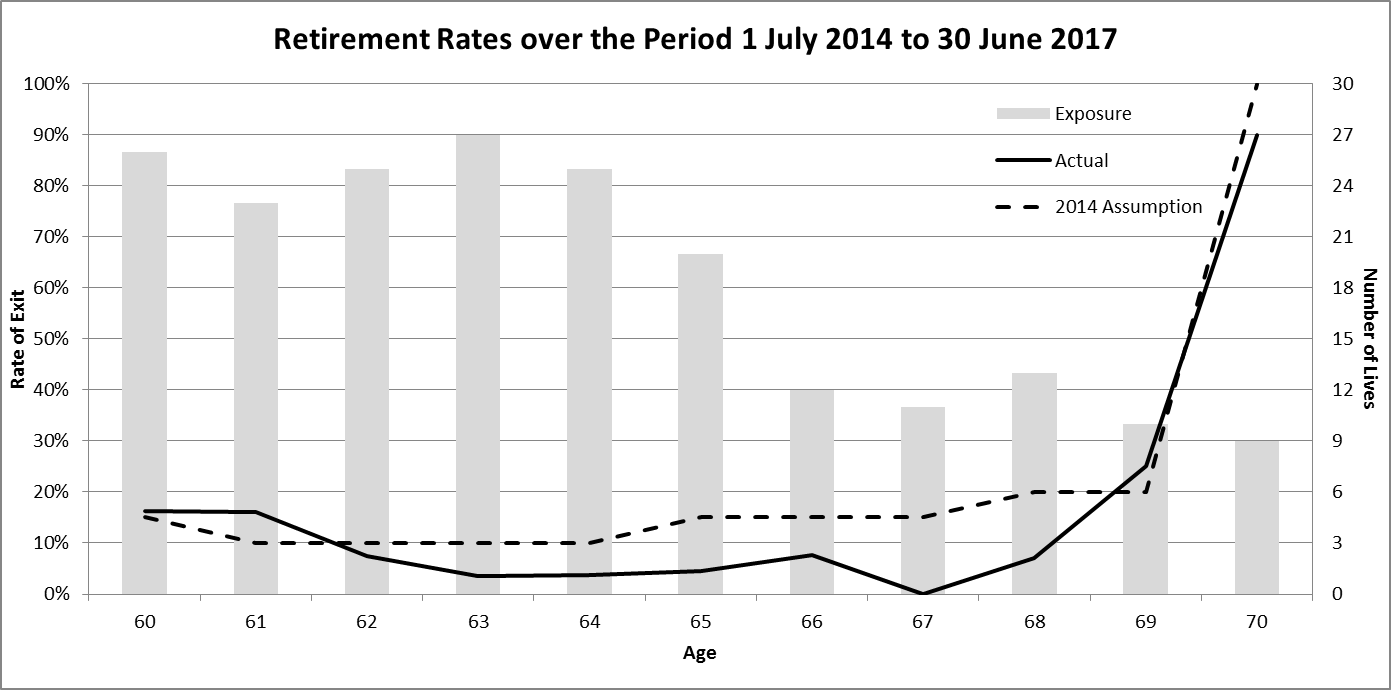 Retirement Rates over the Period 1 July 2014 to 30 June 2017
100%
90%
80%
70%
60%
50%
40%
30%
20%
10%
0%
Rate of Exit
30
27
24
21
18
15
12
9
6
3
0
Number of Lives
Exposure
Actual
2014 Assumption
60 61 62 63 64 65 66 67 68 69 70
Age